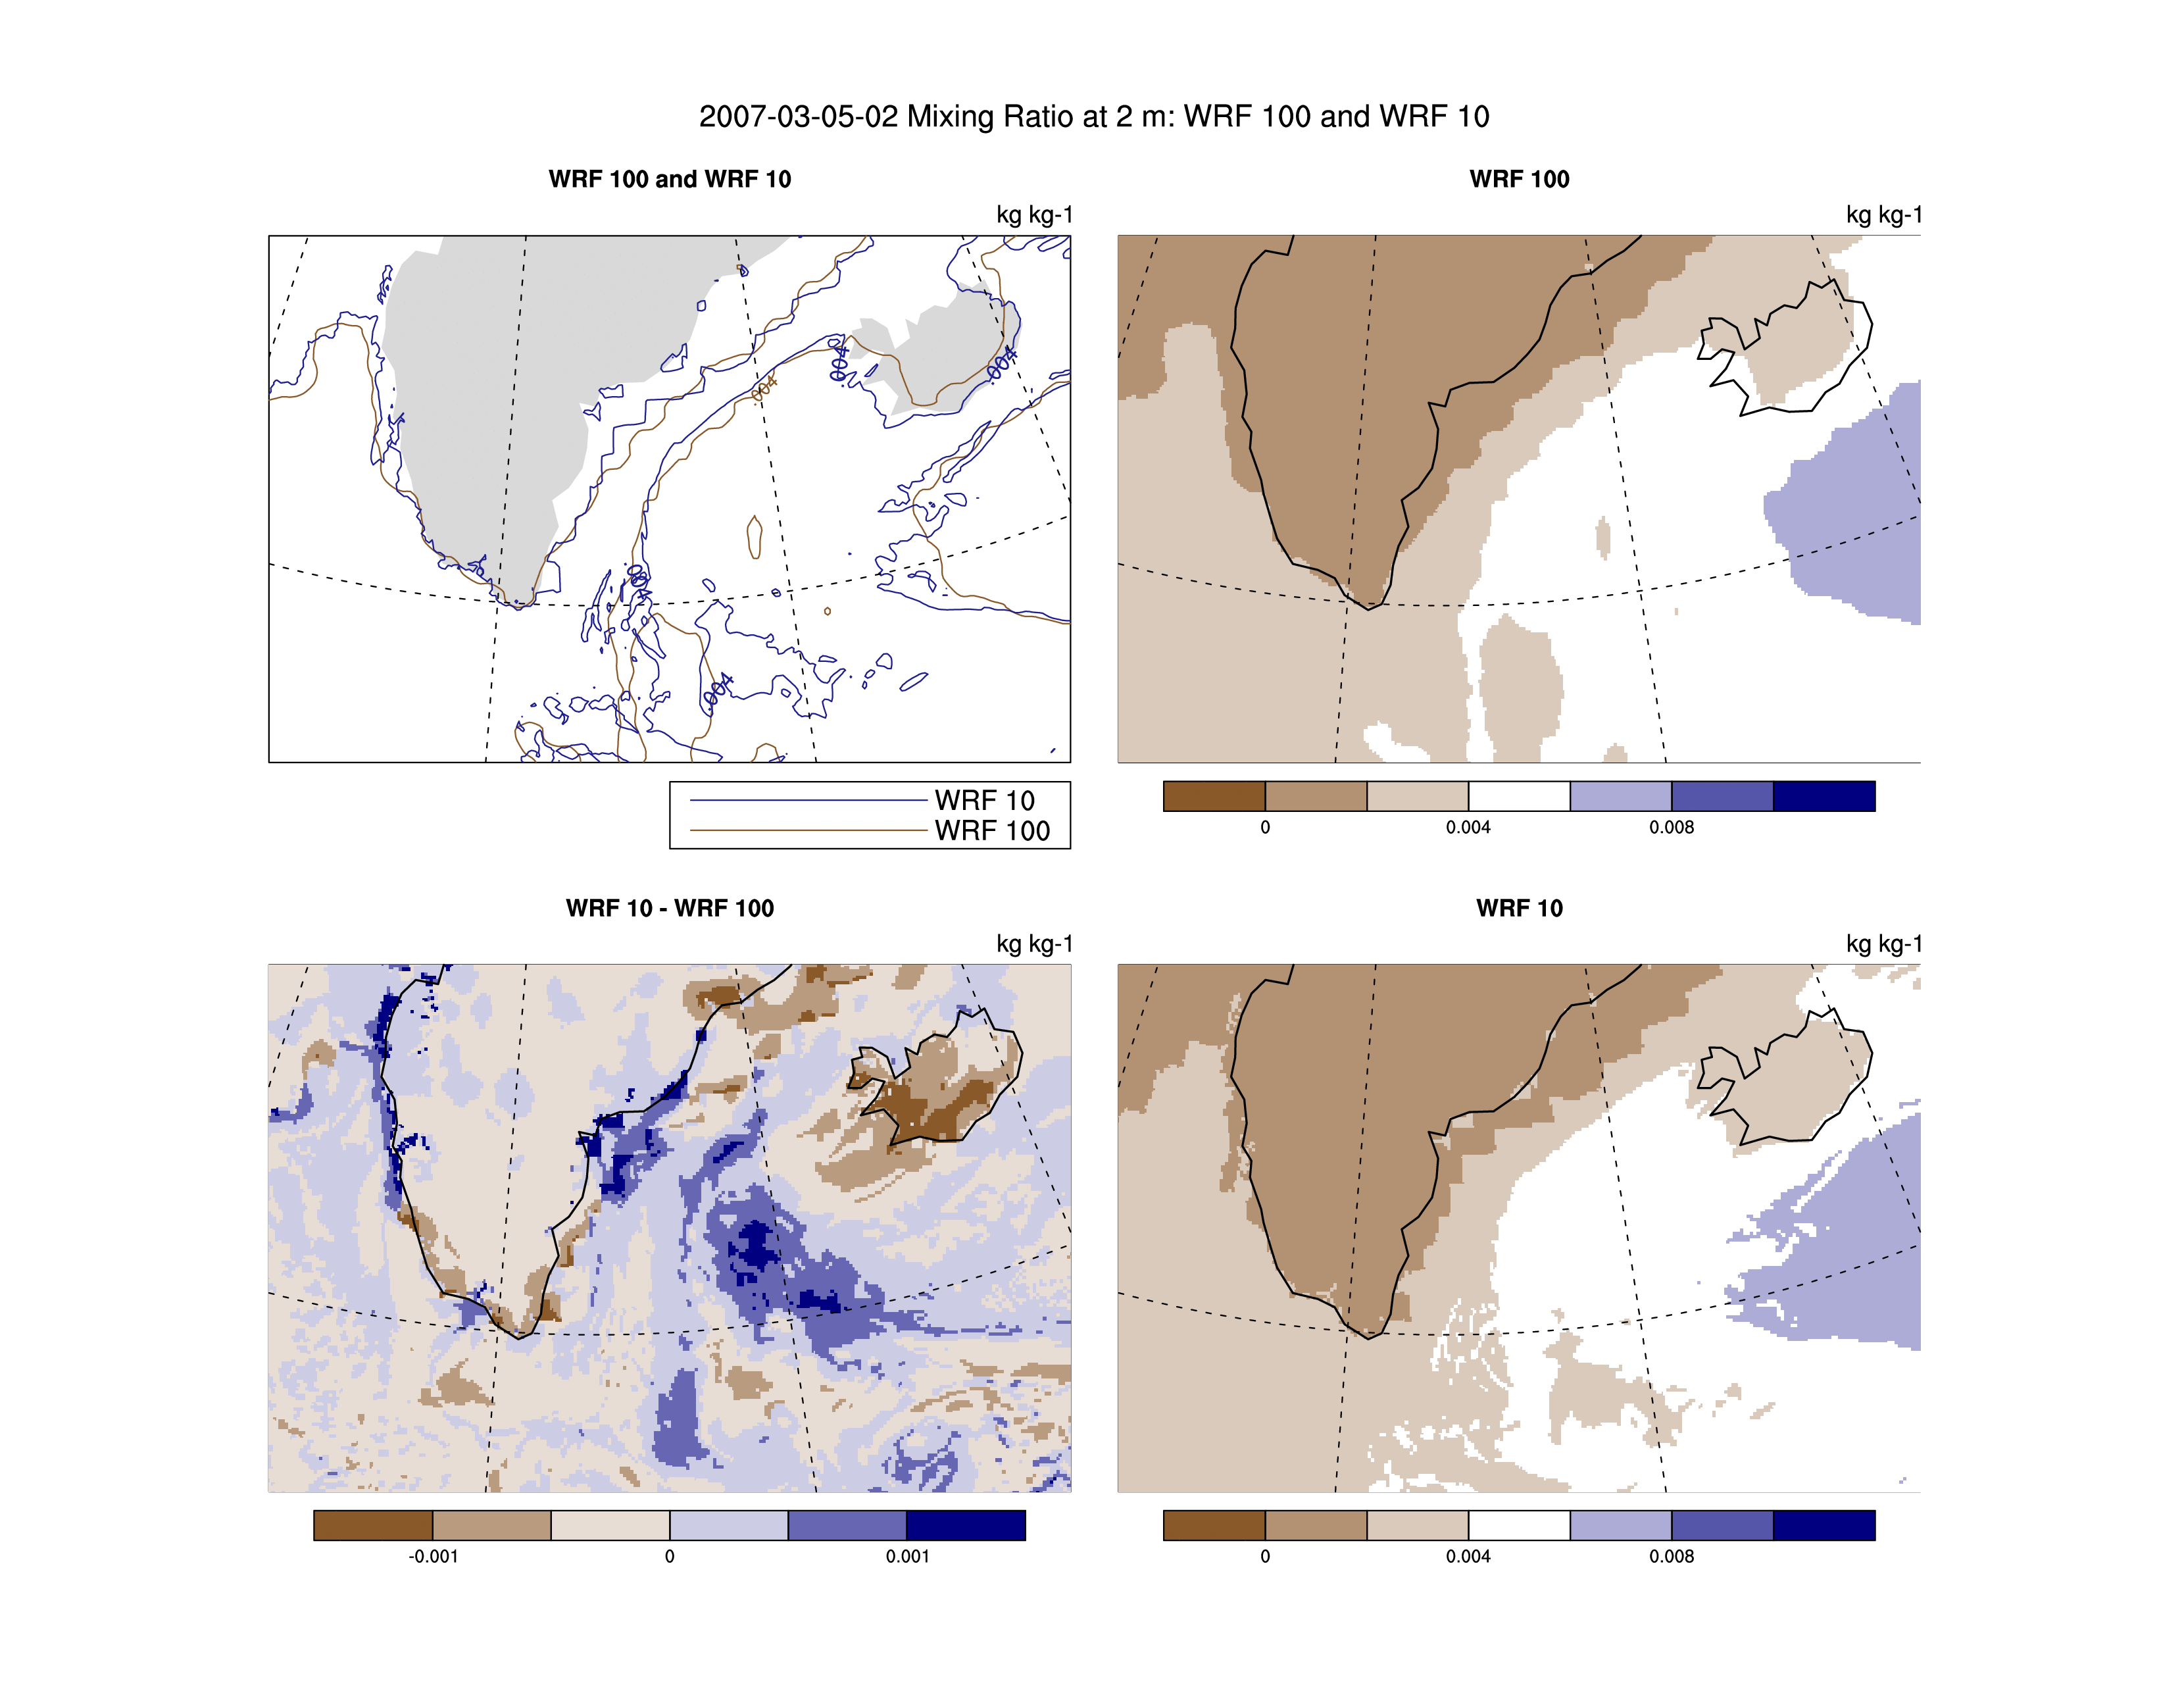 2007-03-05-02 Mixing Ratio at 2 m: WRF 100 and WRF 10
WRF 100 and WRF 10
kg kg-1
.004
.004
.004
.004
WRF 10
WRF 100
WRF 100
kg kg-1
0 0.004 0.008
WRF 10 - WRF 100
kg kg-1
-0.001 0 0.001
WRF 10
kg kg-1
0 0.004 0.008